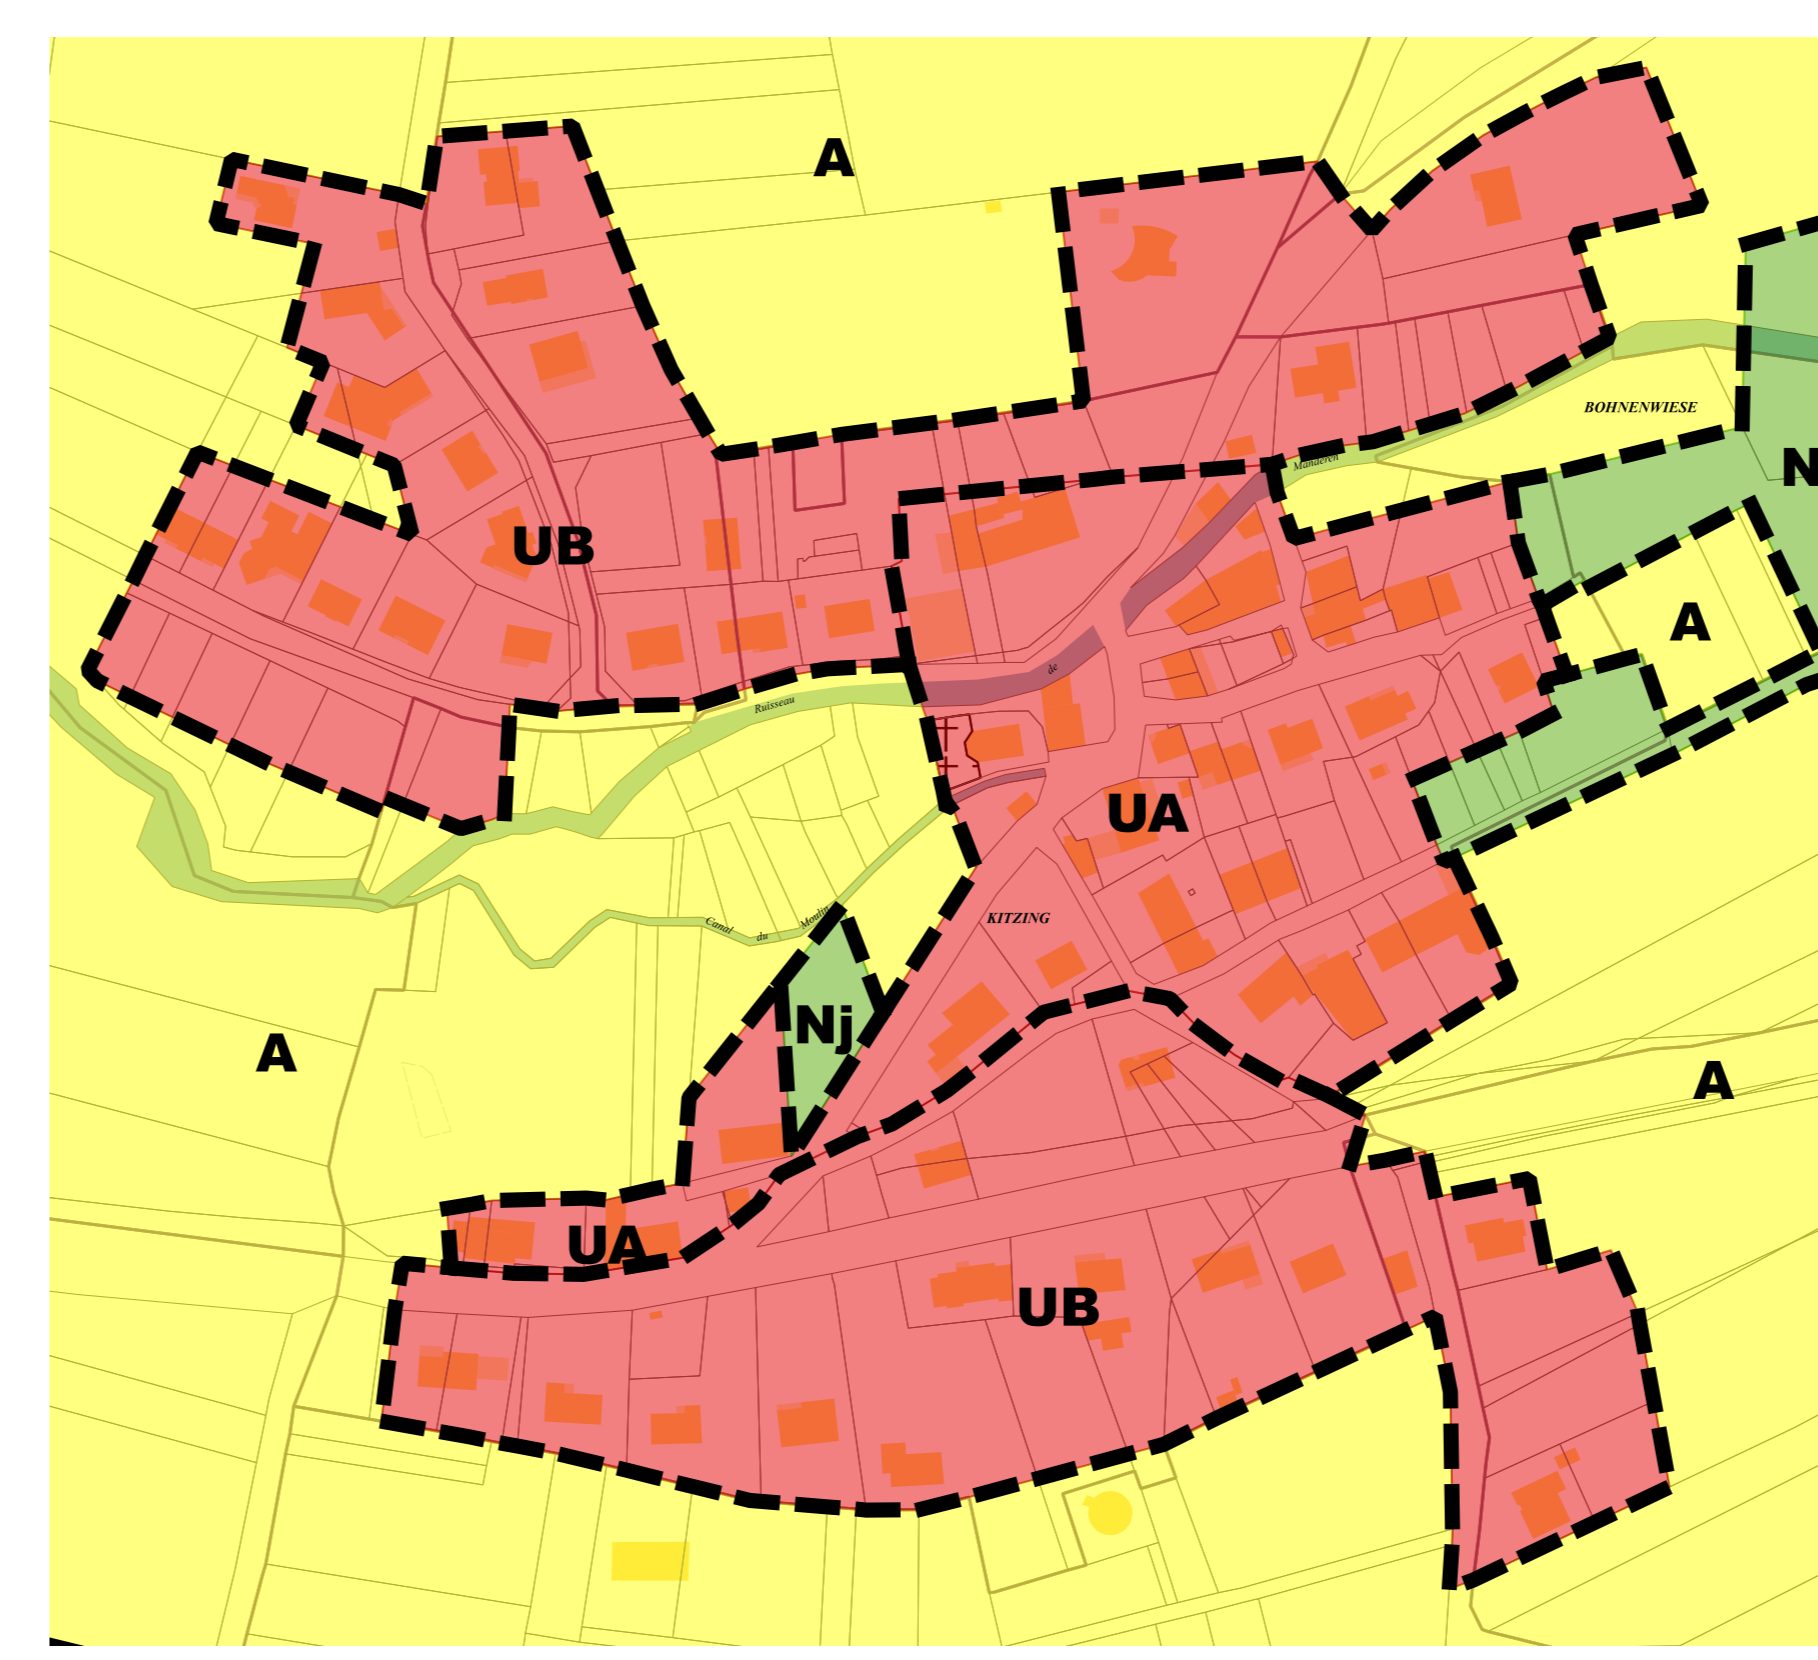 A
BOHNENWIESE
Manderen
N
UB
A
de
Ruisseau
UA
KITZING
Canal du Moulin
Nj
A
A
UA
UB